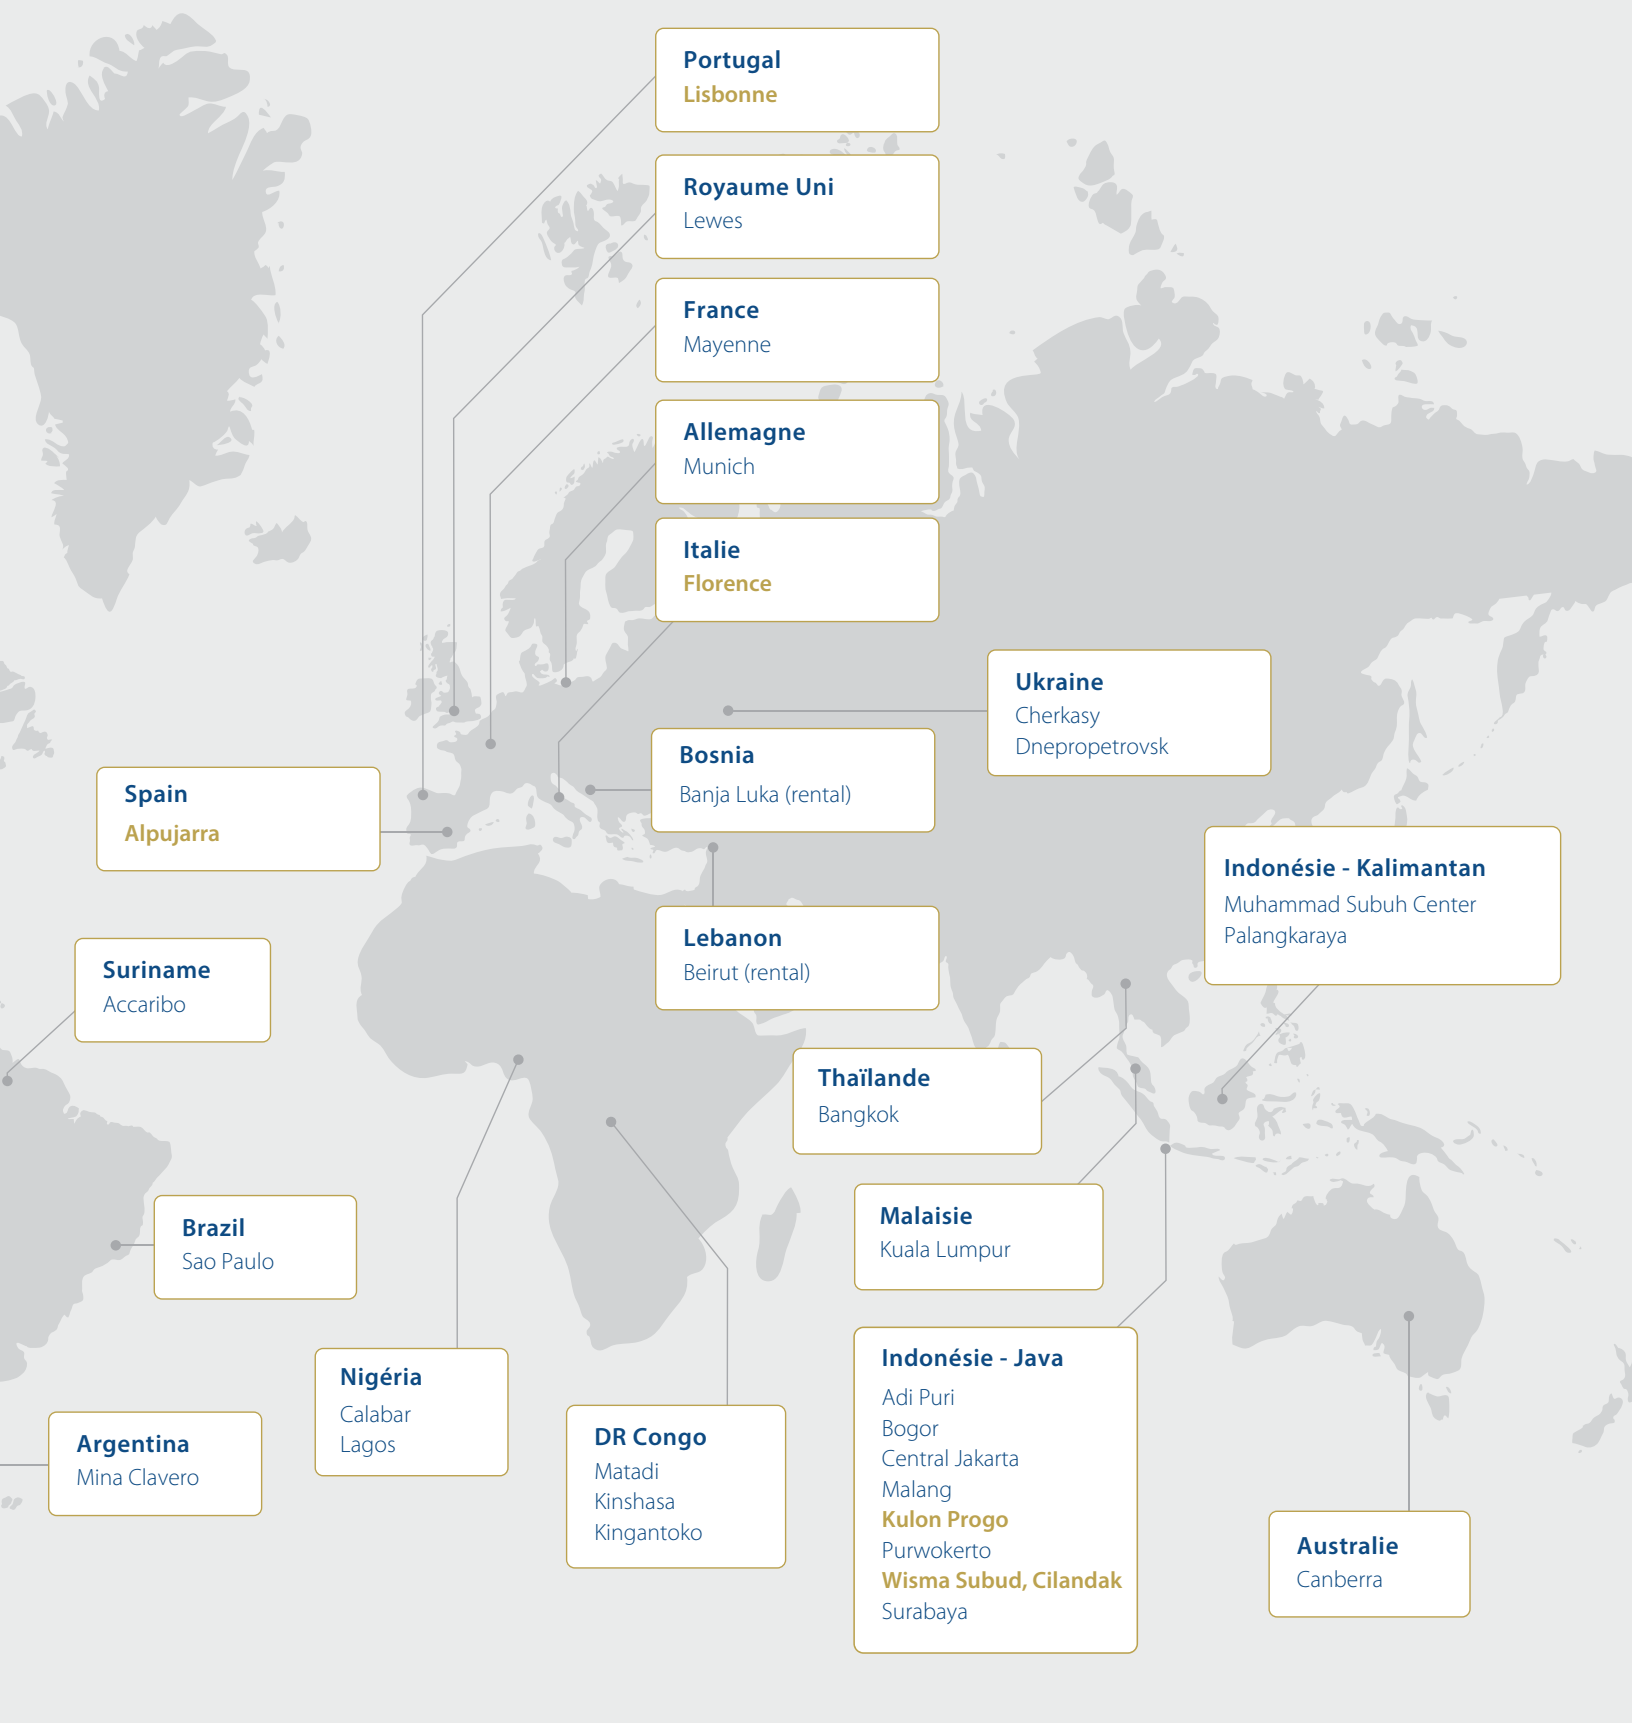 Portugal
Lisbonne
Royaume Uni
Lewes
France
Mayenne
Allemagne
Munich
Italie
Florence
Ukraine
Cherkasy
Dnepropetrovsk
Bosnia
Banja Luka (rental)
Spain
Alpujarra
Indonésie - Kalimantan
Muhammad Subuh Center
Palangkaraya
Lebanon
Beirut (rental)
Suriname
Accaribo
Thaïlande
Bangkok
Malaisie
Kuala Lumpur
Brazil
Sao Paulo
Indonésie - Java
Adi Puri
Bogor
Central Jakarta
Malang
Kulon Progo
Purwokerto
Wisma Subud, Cilandak
Surabaya
Nigéria
Calabar
Lagos
DR Congo
Matadi
Kinshasa
Kingantoko
Argentina
Mina Clavero
Australie
Canberra